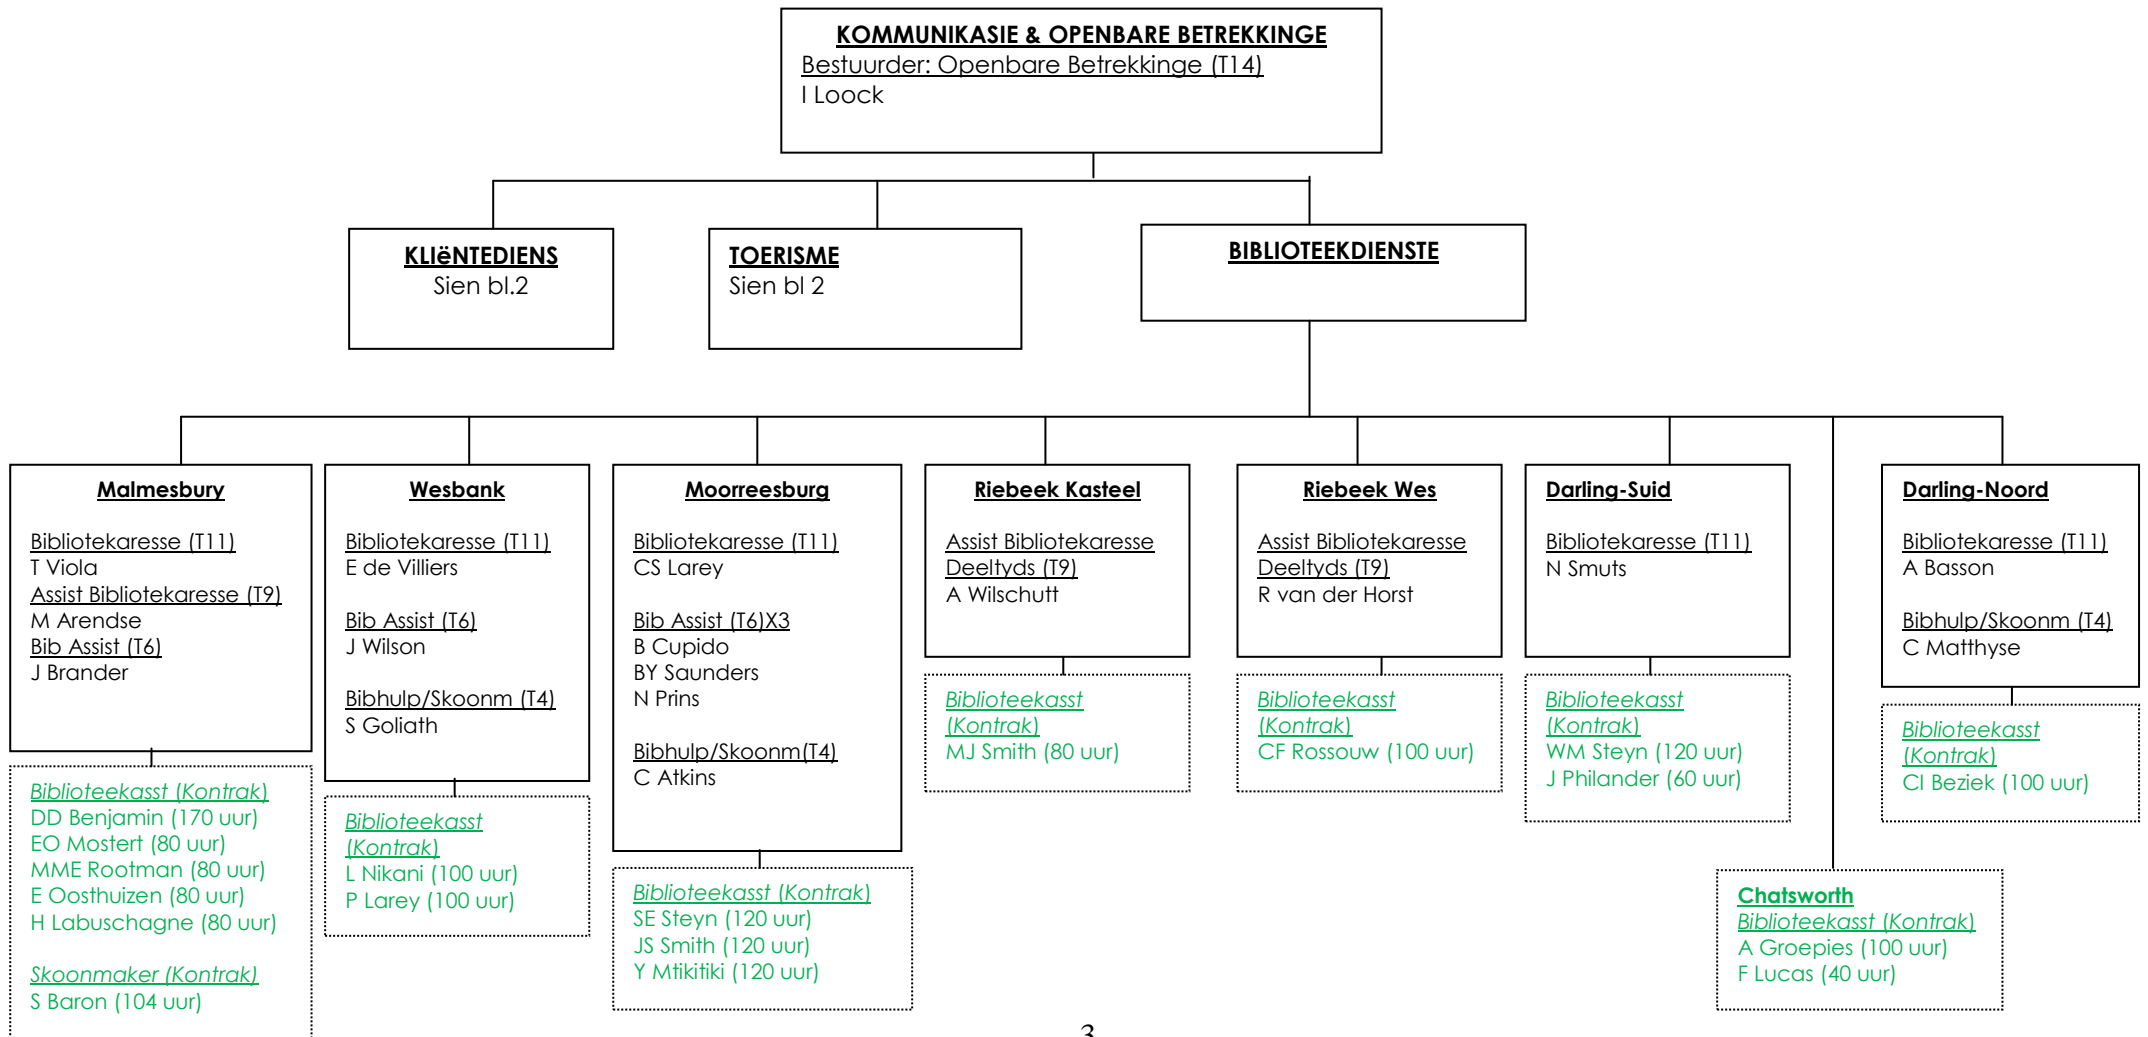 KOMMUNIKASIE & OPENBARE BETREKKINGE
Bestuurder: Openbare Betrekkinge (T14)
I Loock
KLIëNTEDIENS
Sien bl.2
TOERISME
Sien bl 2
BIBLIOTEEKDIENSTE
Malmesbury
Bibliotekaresse (T11)
T Viola
Assist Bibliotekaresse (T9)
M Arendse
Bib Assist (T6)
J Brander
Biblioteekasst (Kontrak)
DD Benjamin (170 uur)
EO Mostert (80 uur)
MME Rootman (80 uur)
E Oosthuizen (80 uur)
H Labuschagne (80 uur)
Skoonmaker (Kontrak)
S Baron (104 uur)
Wesbank
Bibliotekaresse (T11)
E de Villiers
Bib Assist (T6)
J Wilson
Bibhulp/Skoonm (T4)
S Goliath
Biblioteekasst
(Kontrak)
L Nikani (100 uur)
P Larey (100 uur)
Moorreesburg
Bibliotekaresse (T11)
CS Larey
Bib Assist (T6)X3
B Cupido
BY Saunders
N Prins
Bibhulp/Skoonm(T4)
C Atkins
Biblioteekasst (Kontrak)
SE Steyn (120 uur)
JS Smith (120 uur)
Y Mtikitiki (120 uur)
Riebeek Kasteel
Assist Bibliotekaresse
Deeltyds (T9)
A Wilschutt
Biblioteekasst
(Kontrak)
MJ Smith (80 uur)
Riebeek Wes
Assist Bibliotekaresse
Deeltyds (T9)
R van der Horst
Biblioteekasst
(Kontrak)
CF Rossouw (100 uur)
Darling-Suid
Bibliotekaresse (T11)
N Smuts
Biblioteekasst
(Kontrak)
WM Steyn (120 uur)
J Philander (60 uur)
Chatsworth
Biblioteekasst (Kontrak)
A Groepies (100 uur)
F Lucas (40 uur)
Darling-Noord
Bibliotekaresse (T11)
A Basson
Bibhulp/Skoonm (T4)
C Matthyse
Biblioteekasst
(Kontrak)
CI Beziek (100 uur)
3